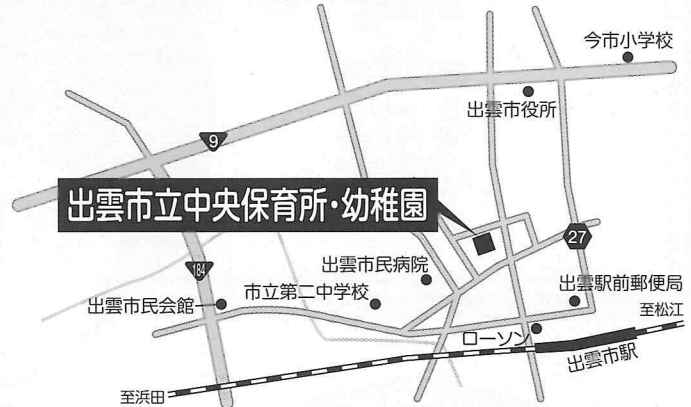 今市小学校
出雲市役所
9
出雲市立中央保育所・幼稚園
27
184
出雲市民病院
出雲駅前郵便局
市立第二中学校
出雲市民会館
至松江
ローソン
出雲市駅
至浜田